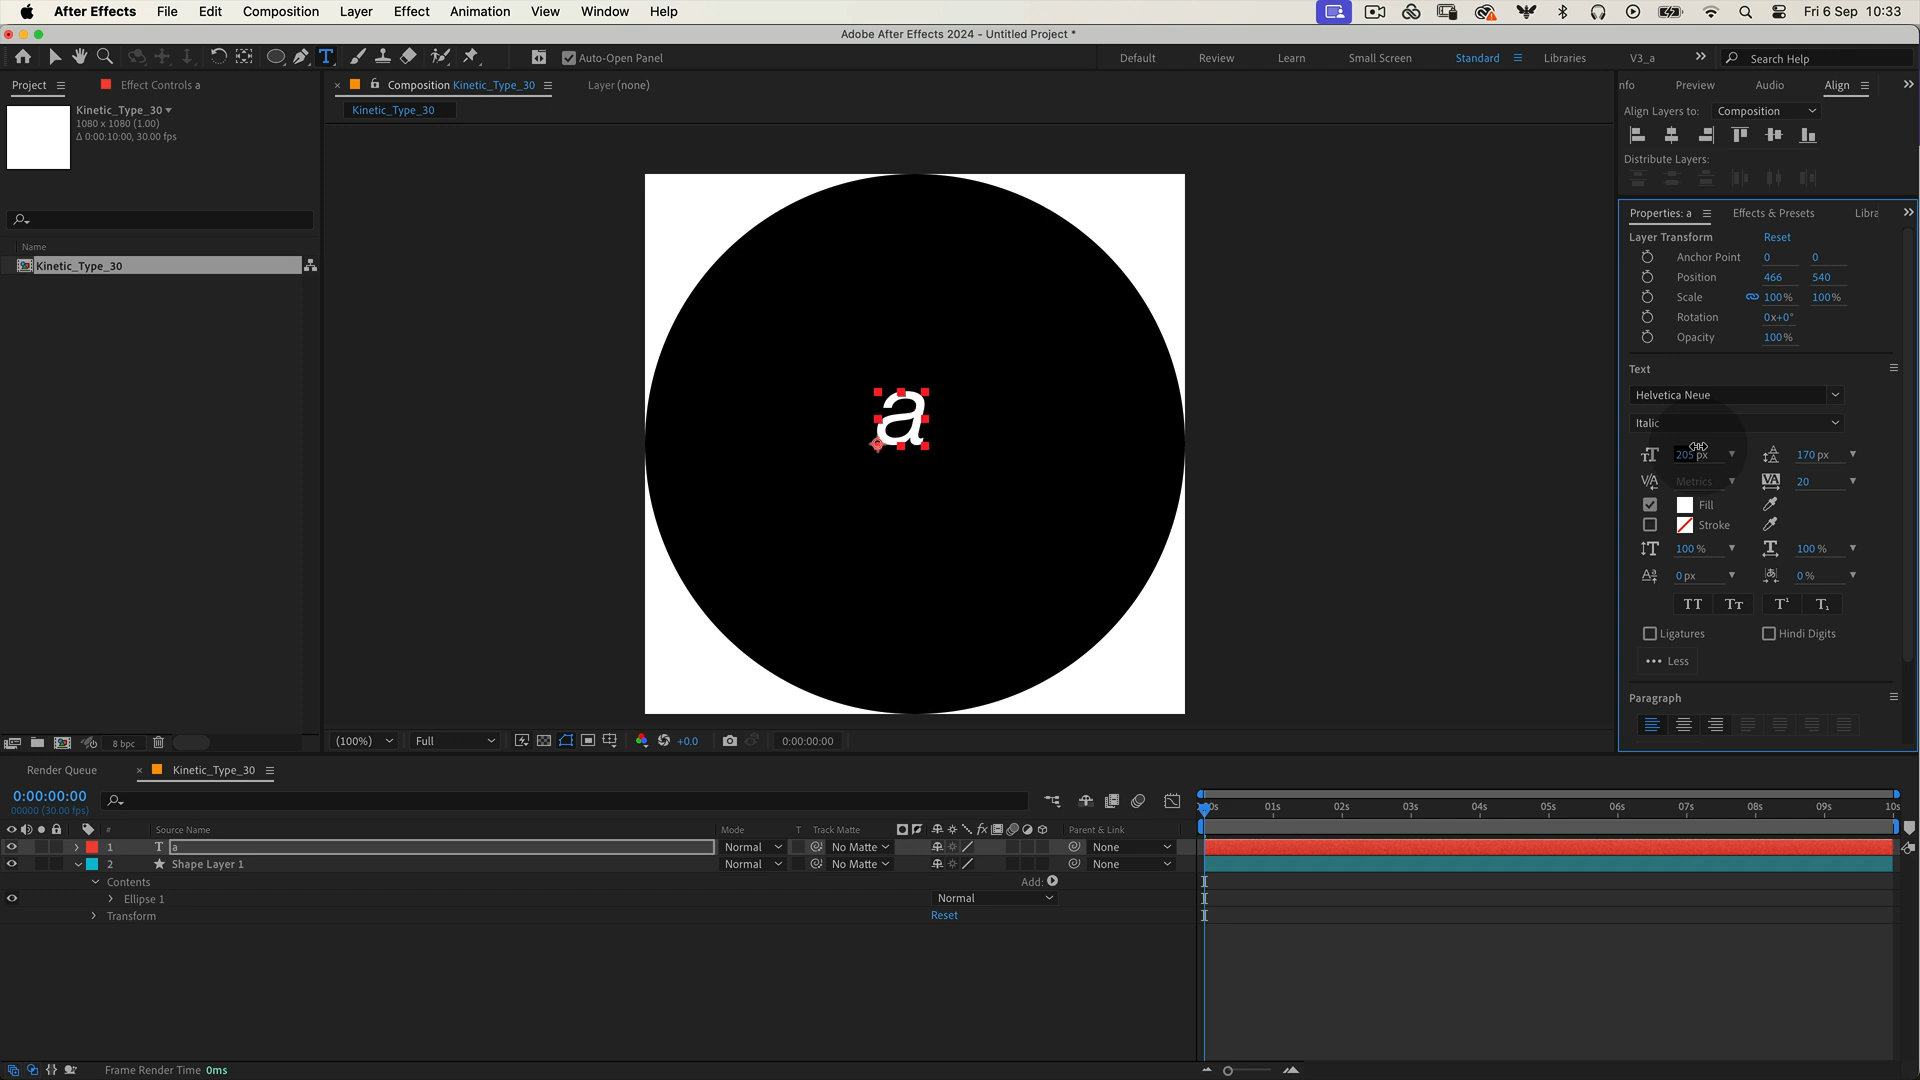 After Effects File Edit Composition Layer Effect Animation View Window Help Fri 6 Sep 10:33
Adobe After Effects 2024 - Untitled Project *
Auto-Open Panel Default Review Learn Small Screen Standard Libraries V3_a Search Help
Project Effect Controls a
Composition Kinetic_Type_30 Layer (none)
nfo Preview Audio Align
Kinetic_Type_30
Kinetic_Type_30
1080 x 1080 (1.00)
Δ 0:00:10:00, 30.00 fps
Align Layers to: Composition
Distribute Layers:
Properties: a Effects & Presets Libra
Layer Transform Reset
Anchor Point 0 0
Position 466 540
Scale 100% 100%
Rotation 0x+0°
Opacity 100%
Name
Kinetic_Type_30
a
Text
Helvetica Neue
Italic
205 px 170 px
Metrics 20
Fill
Stroke
100 % 100 %
0 px 0 %
TT Tт T¹ T₁
Ligatures Hindi Digits
Less
Paragraph
8 bpc
(100%) Full +0.0 0:00:00:00
Render Queue Kinetic_Type_30
0:00:00:00
00000 (30.00 fps)
01s 02s 03s 04s 05s 06s 07s 08s 09s 10s
# Source Name Mode T Track Matte Parent & Link
1 T a Normal No Matte None
2 Shape Layer 1 Normal No Matte None
Contents Add:
Ellipse 1 Normal
Transform Reset
Frame Render Time 0ms